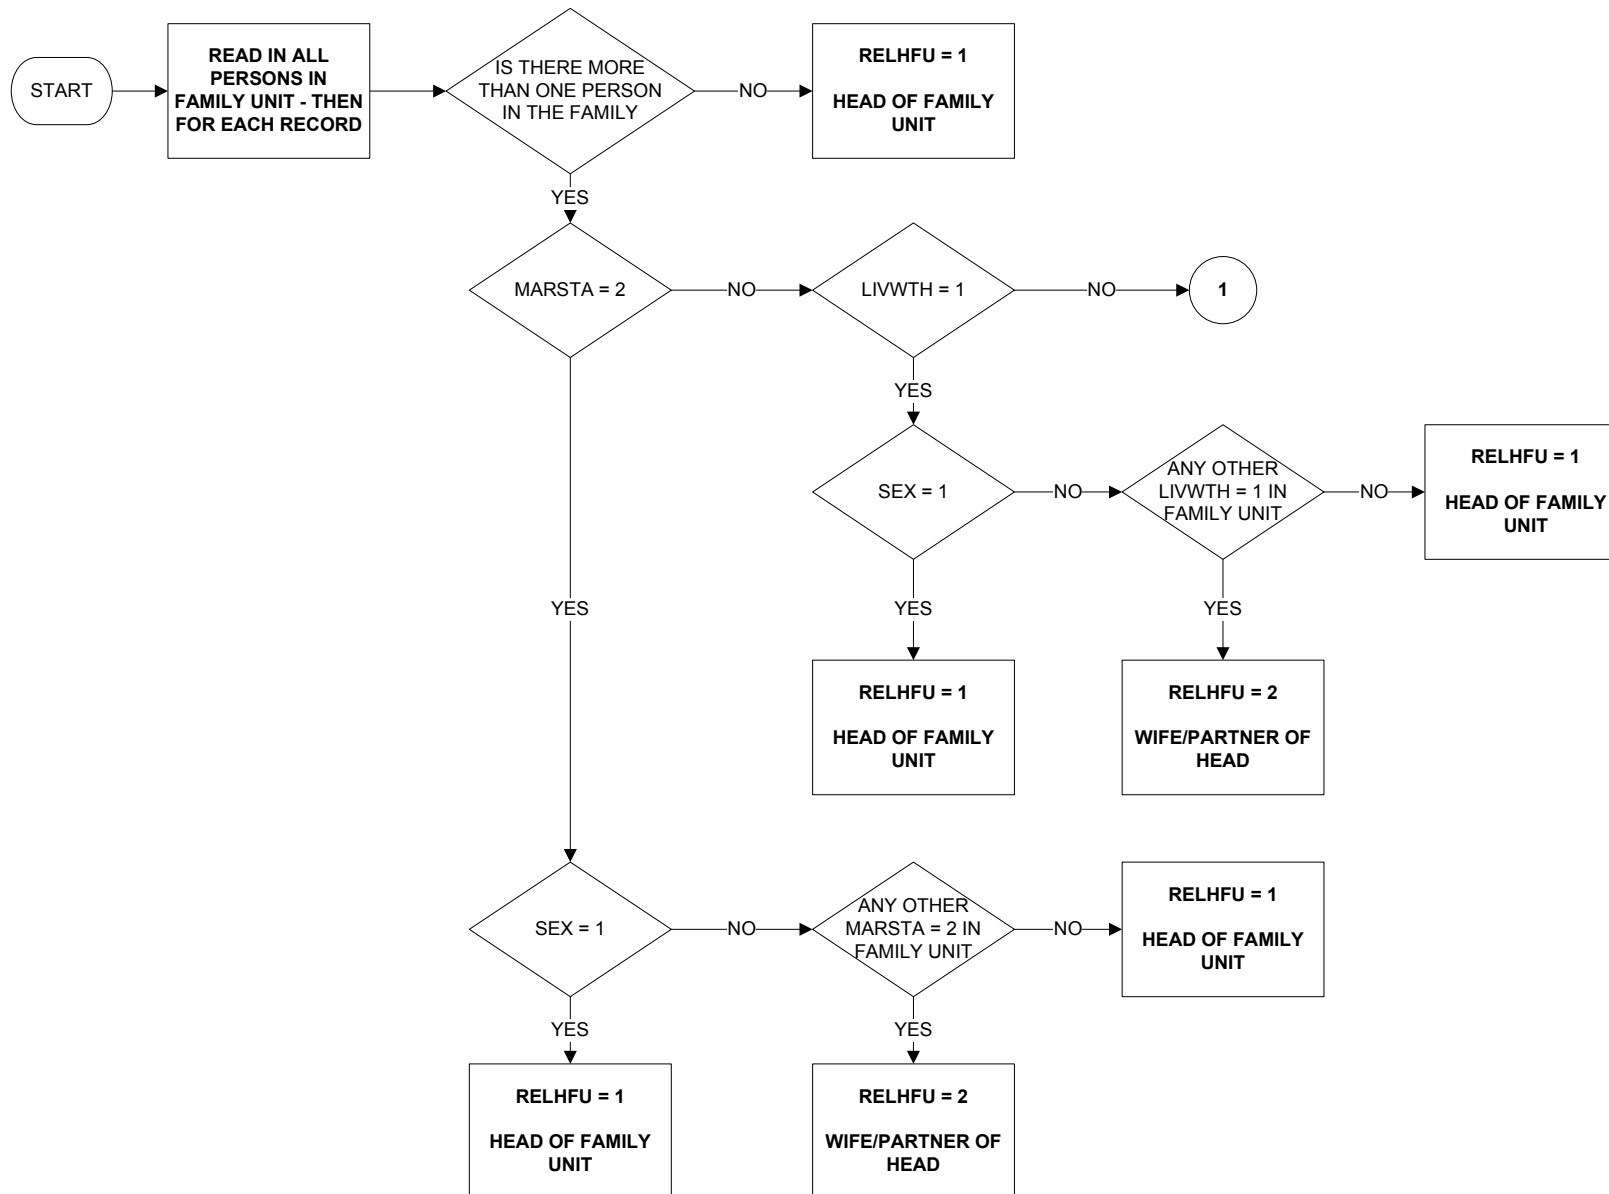 START
READ IN ALL
PERSONS IN
FAMILY UNIT - THEN
FOR EACH RECORD
IS THERE MORE
THAN ONE PERSON
IN THE FAMILY
NO
RELHFU = 1
HEAD OF FAMILY
UNIT
YES
MARSTA = 2
NO
LIVWTH = 1
NO
1
YES
SEX = 1
NO
ANY OTHER
LIVWTH = 1 IN
FAMILY UNIT
NO
RELHFU = 1
HEAD OF FAMILY
UNIT
YES
YES
YES
RELHFU = 1
HEAD OF FAMILY
UNIT
RELHFU = 2
WIFE/PARTNER OF
HEAD
SEX = 1
NO
ANY OTHER
MARSTA = 2 IN
FAMILY UNIT
NO
RELHFU = 1
HEAD OF FAMILY
UNIT
YES
YES
RELHFU = 1
HEAD OF FAMILY
UNIT
RELHFU = 2
WIFE/PARTNER OF
HEAD